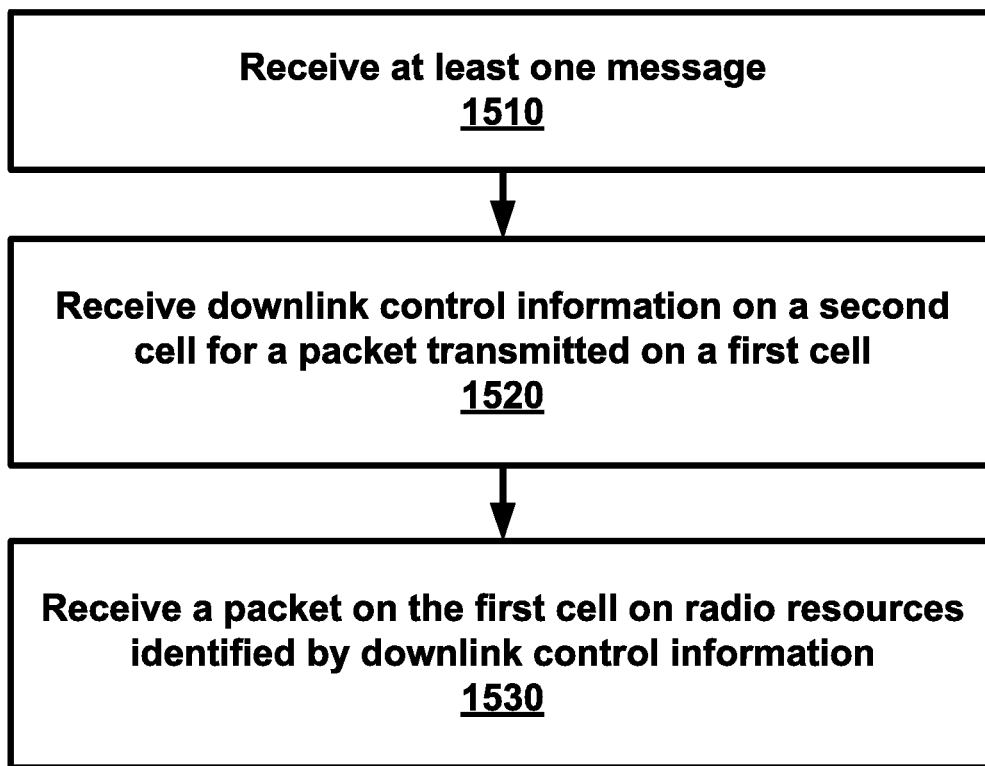 Receive at least one message
1510
Receive downlink control information on a second
cell for a packet transmitted on a first cell
1520
Receive a packet on the first cell on radio resources
identified by downlink control information
1530